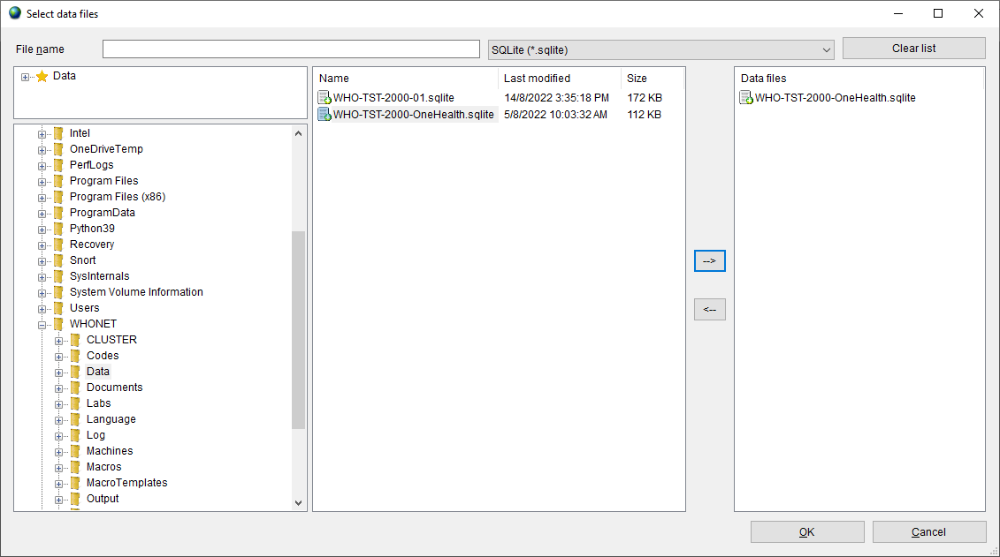 Select data files
File name
SQLite (*.sqlite)
Clear list
Data
Intel
OneDriveTemp
PerfLogs
Program Files
Program Files (x86)
ProgramData
Python39
Recovery
Snort
SysInternals
System Volume Information
Users
WHONET
CLUSTER
Codes
Data
Documents
Labs
Language
Log
Machines
Macros
MacroTemplates
Output
Name Last modified Size
WHO-TST-2000-01.sqlite 14/8/2022 3:35:18 PM 172 KB
WHO-TST-2000-OneHealth.sqlite 5/8/2022 10:03:32 AM 112 KB
-->
<--
Data files
WHO-TST-2000-OneHealth.sqlite
OK
Cancel